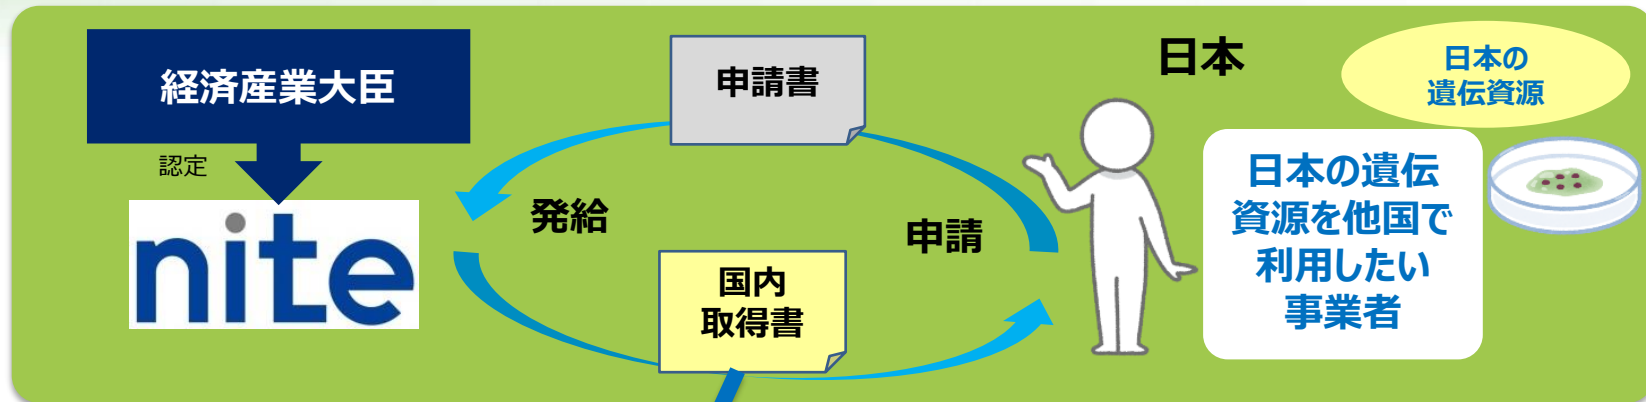 経済産業大臣
認定
nite
申請書
発給
申請
国内
取得書
日本
日本の
遺伝資源
日本の遺伝
資源を他国で
利用したい
事業者